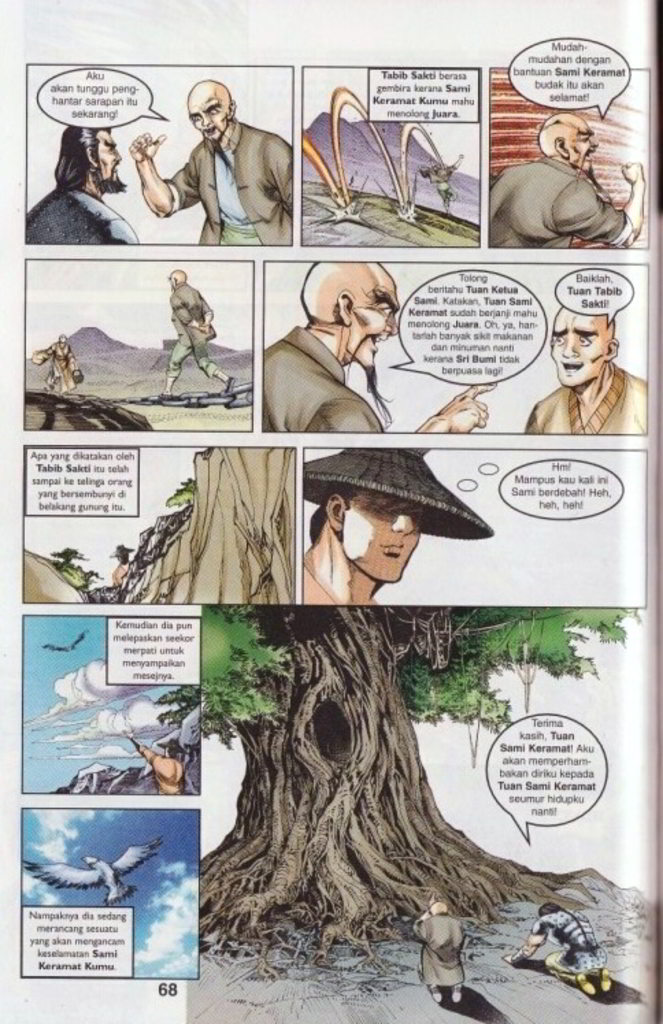 Aku
akan tunggu peng-
hantar sarapan itu
sekarang!
Tabib Sakti berasa
gembira kerana Sami
Keramat Kumu mahu
menolong Juara.
Mudah-
mudahan dengan
bantuan Sami Keramat
budak itu akan
selamat!
Tolong
beritahu Tuan Ketua
Sami. Katakan, Tuan Sami
Keramat sudah berjanji mahu
menolong Juara. Oh, ya, han-
tarlah banyak sikit makanan
dan minuman nanti
kerana Sri Bumi tidak
berpuasa lagi!
Baiklah,
Tuan Tabib
Sakti!
Apa yang dikatakan oleh
Tabib Sakti itu telah
sampai ke telinga orang
yang bersembunyi di
belakang gunung itu.
Hm!
Mampus kau kali ini
Sami berdebah! Heh,
heh, heh!
Kemudian dia pun
melepaskan seekor
merpati untuk
menyampaikan
mesejnya.
Terima
kasih, Tuan
Sami Keramat! Aku
akan memperham-
bakan diriku kepada
Tuan Sami Keramat
seumur hidupku
nanti!
Nampaknya dia sedang
merancang sesuatu
yang akan mengancam
keselamatan Sami
Keramat Kumu.
68